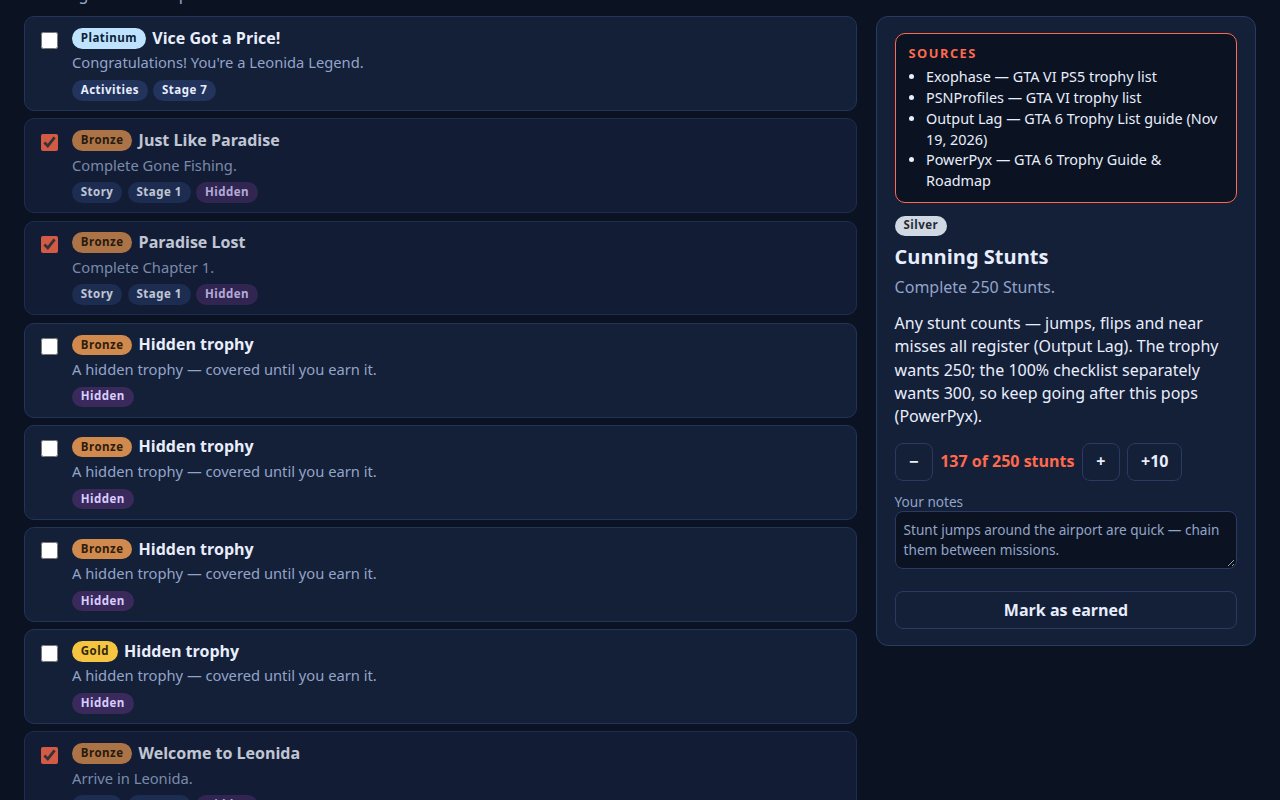 Platinum Vice Got a Price!
Congratulations! You're a Leonida Legend.
Activities Stage 7
Bronze Just Like Paradise
Complete Gone Fishing.
Story Stage 1 Hidden
Bronze Paradise Lost
Complete Chapter 1.
Story Stage 1 Hidden
Bronze Hidden trophy
A hidden trophy — covered until you earn it.
Hidden
Bronze Hidden trophy
A hidden trophy — covered until you earn it.
Hidden
Bronze Hidden trophy
A hidden trophy — covered until you earn it.
Hidden
Gold Hidden trophy
A hidden trophy — covered until you earn it.
Hidden
Bronze Welcome to Leonida
Arrive in Leonida.
SOURCES
• Exophase — GTA VI PS5 trophy list
• PSNProfiles — GTA VI trophy list
• Output Lag — GTA 6 Trophy List guide (Nov
19, 2026)
• PowerPyx — GTA 6 Trophy Guide &
Roadmap
Silver
Cunning Stunts
Complete 250 Stunts.
Any stunt counts — jumps, flips and near
misses all register (Output Lag). The trophy
wants 250; the 100% checklist separately
wants 300, so keep going after this pops
(PowerPyx).
− 137 of 250 stunts + +10
Your notes
Stunt jumps around the airport are quick — chain
them between missions.
Mark as earned